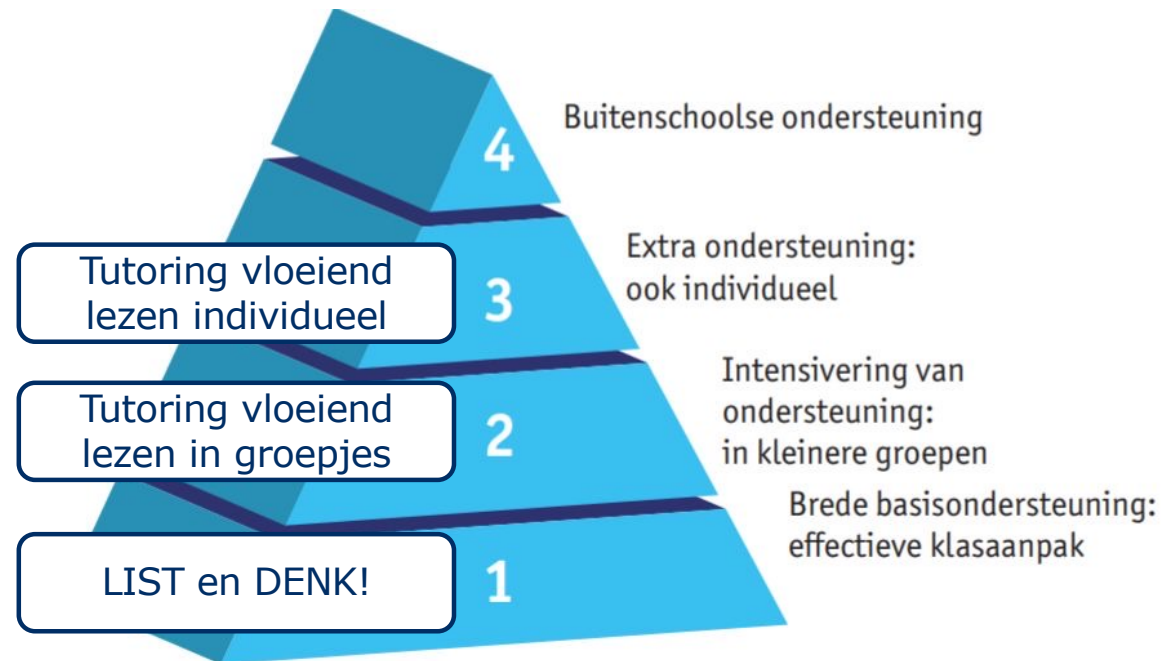 4
Buitenschoolse ondersteuning
Tutoring vloeiend
lezen individueel
3
Extra ondersteuning:
ook individueel
Tutoring vloeiend
lezen in groepjes
2
Intensivering van
ondersteuning:
in kleinere groepen
LIST en DENK!
1
Brede basisondersteuning:
effectieve klasaanpak